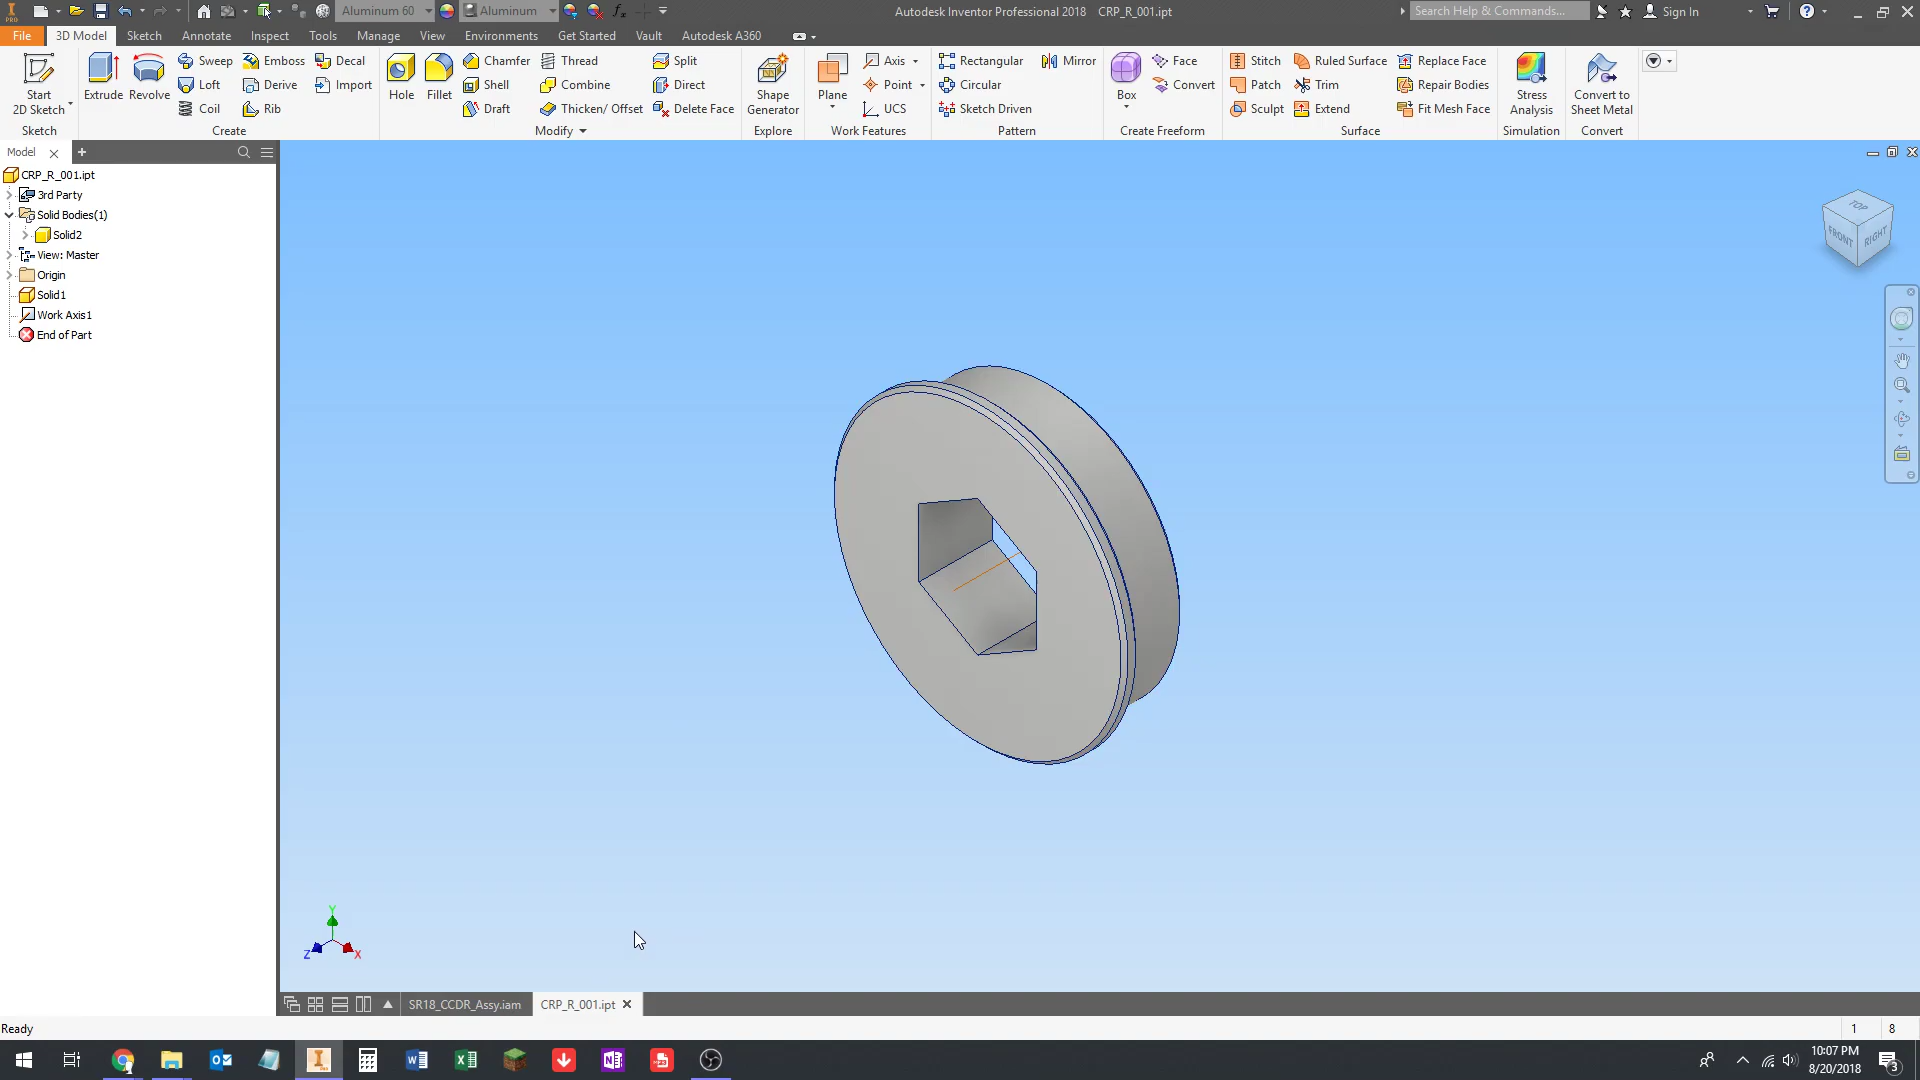 PRO
Aluminum 60
Aluminum
Autodesk Inventor Professional 2018 CRP_R_001.ipt
Search Help & Commands...
Sign In
File
3D Model
Sketch
Annotate
Inspect
Tools
Manage
View
Environments
Get Started
Vault
Autodesk A360
Start
2D Sketch
Sketch
Extrude
Revolve
Sweep
Loft
Coil
Emboss
Derive
Rib
Decal
Import
Create
Hole
Fillet
Chamfer
Shell
Draft
Thread
Combine
Thicken/ Offset
Split
Direct
Delete Face
Modify
Shape
Generator
Explore
Plane
Axis
Point
UCS
Work Features
Rectangular
Circular
Sketch Driven
Mirror
Pattern
Box
Face
Convert
Create Freeform
Stitch
Patch
Sculpt
Ruled Surface
Trim
Extend
Replace Face
Repair Bodies
Fit Mesh Face
Surface
Stress
Analysis
Simulation
Convert to
Sheet Metal
Convert
Model
CRP_R_001.ipt
3rd Party
Solid Bodies(1)
Solid2
View: Master
Origin
Solid1
Work Axis1
End of Part
TOP
FRONT
RIGHT
Y
Z
X
SR18_CCDR_Assy.iam
CRP_R_001.ipt
Ready
1
8
10:07 PM
8/20/2018
3